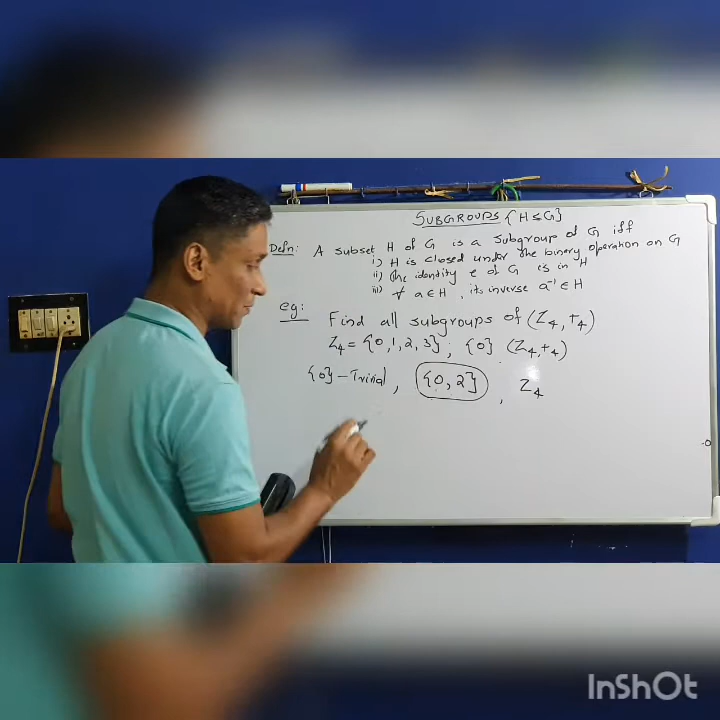 SUBGROUPS {H≤G}
Defn: A subset H of G is a subgroup of G iff
i) H is closed under the binary operation on G
ii) The identity e of G is in H
iii) ∀ a∈H, its inverse a⁻¹∈H
eg: Find all subgroups of (Z₄, +₄)
Z₄ = {0, 1, 2, 3}; {0} (Z₄, +₄)
{0} – Trivial, {0, 2}, Z₄
InShOt